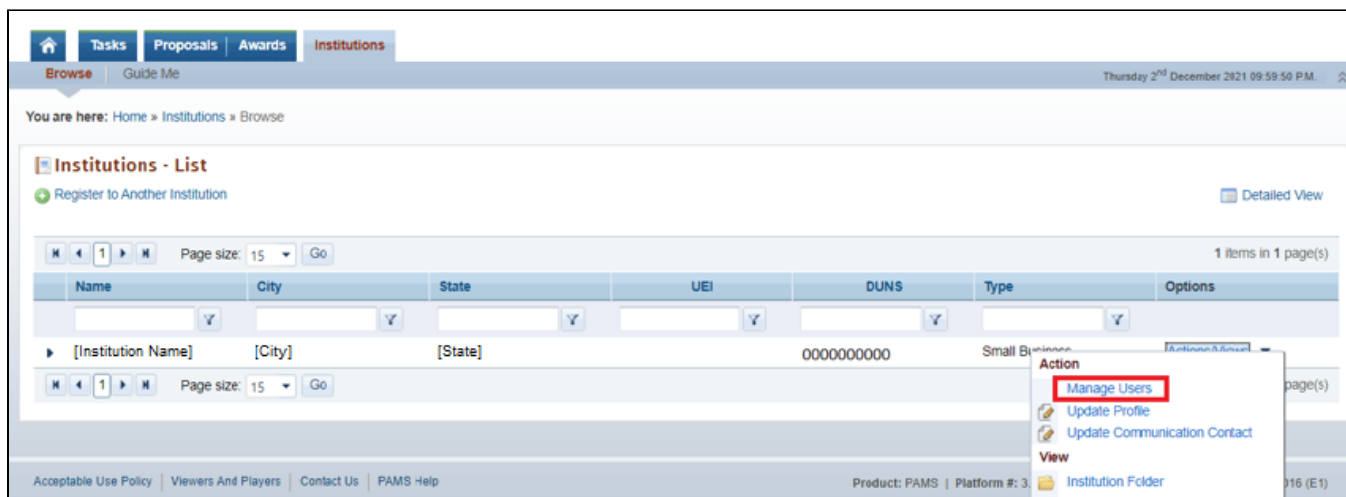 Tasks Proposals Awards Institutions
Browse Guide Me Thursday 2nd December 2021 09:59:50 P.M.
You are here: Home » Institutions » Browse
Institutions - List
Register to Another Institution Detailed View
1 Page size: 15 Go 1 items in 1 page(s)
Name City State UEI DUNS Type Options
[Institution Name] [City] [State] 0000000000 Small Business Actions/Views
Action
1 Page size: 15 Go Manage Users page(s)
Update Profile
Update Communication Contact
View
Acceptable Use Policy Viewers And Players Contact Us PAMS Help Product: PAMS | Platform #: 3. Institution Folder 016 (E1)